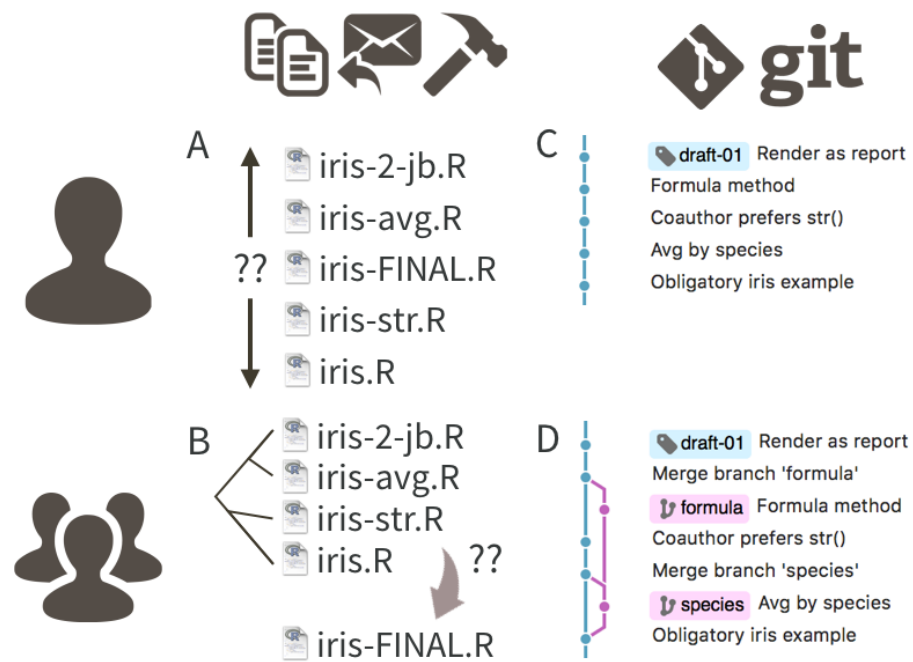 git
A
iris-2-jb.R
iris-avg.R
??
iris-FINAL.R
iris-str.R
iris.R
C
draft-01 Render as report
Formula method
Coauthor prefers str()
Avg by species
Obligatory iris example
B
iris-2-jb.R
iris-avg.R
iris-str.R
iris.R
??
iris-FINAL.R
D
draft-01 Render as report
Merge branch 'formula'
formula Formula method
Coauthor prefers str()
Merge branch 'species'
species Avg by species
Obligatory iris example